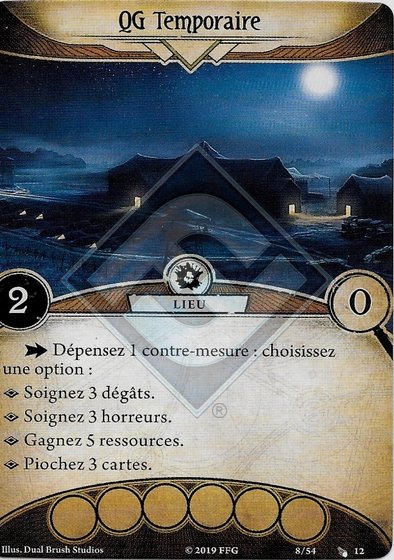 QG Temporaire
2
LIEU
0
Dépensez 1 contre-mesure : choisissez
une option :
Soignez 3 dégâts.
Soignez 3 horreurs.
Gagnez 5 ressources.
Piochez 3 cartes.
®
Illus. Dual Brush Studios © 2019 FFG 8/54 12